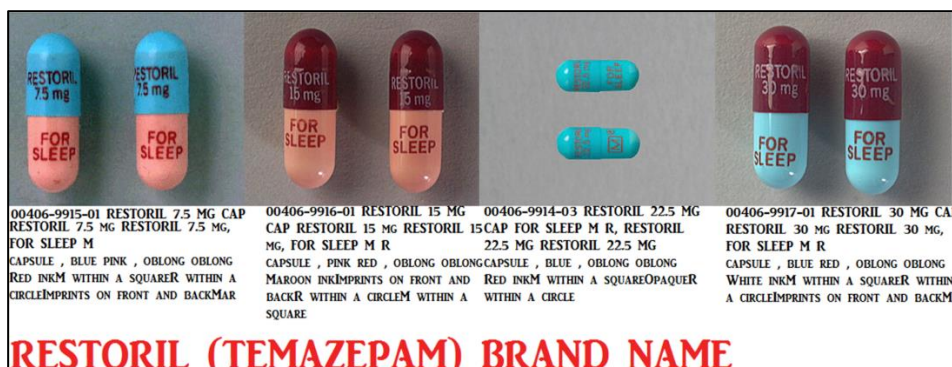 RESTORIL
7.5 mg
FOR
SLEEP
RESTORIL
7.5 mg
FOR
SLEEP
RESTORIL
15 mg
FOR
SLEEP
RESTORIL
15 mg
FOR
SLEEP
FOR
SLEEP
RESTORIL
30 mg
FOR
SLEEP
RESTORIL
30 mg
FOR
SLEEP
00406-9915-01 RESTORIL 7.5 MG CAP
RESTORIL 7.5 MG RESTORIL 7.5 MG,
FOR SLEEP M
CAPSULE , BLUE PINK , OBLONG OBLONG
RED INKM WITHIN A SQUARER WITHIN A
CIRCLEIMPRINTS ON FRONT AND BACKMAR
00406-9916-01 RESTORIL 15 MG
CAP RESTORIL 15 MG RESTORIL 15
MG, FOR SLEEP M R
CAPSULE , PINK RED , OBLONG OBLONG
MAROON INKIMPRINTS ON FRONT AND
BACKR WITHIN A CIRCLEM WITHIN A
SQUARE
00406-9914-03 RESTORIL 22.5 MG
CAP FOR SLEEP M R, RESTORIL
22.5 MG RESTORIL 22.5 MG
CAPSULE , BLUE , OBLONG OBLONG
RED INKM WITHIN A SQUAREOPAQUER
WITHIN A CIRCLE
00406-9917-01 RESTORIL 30 MG CA
RESTORIL 30 MG RESTORIL 30 MG,
FOR SLEEP M R
CAPSULE , BLUE RED , OBLONG OBLONG
WHITE INKM WITHIN A SQUARER WITHIN
A CIRCLEIMPRINTS ON FRONT AND BACKM
RESTORIL (TEMAZEPAM) BRAND NAME